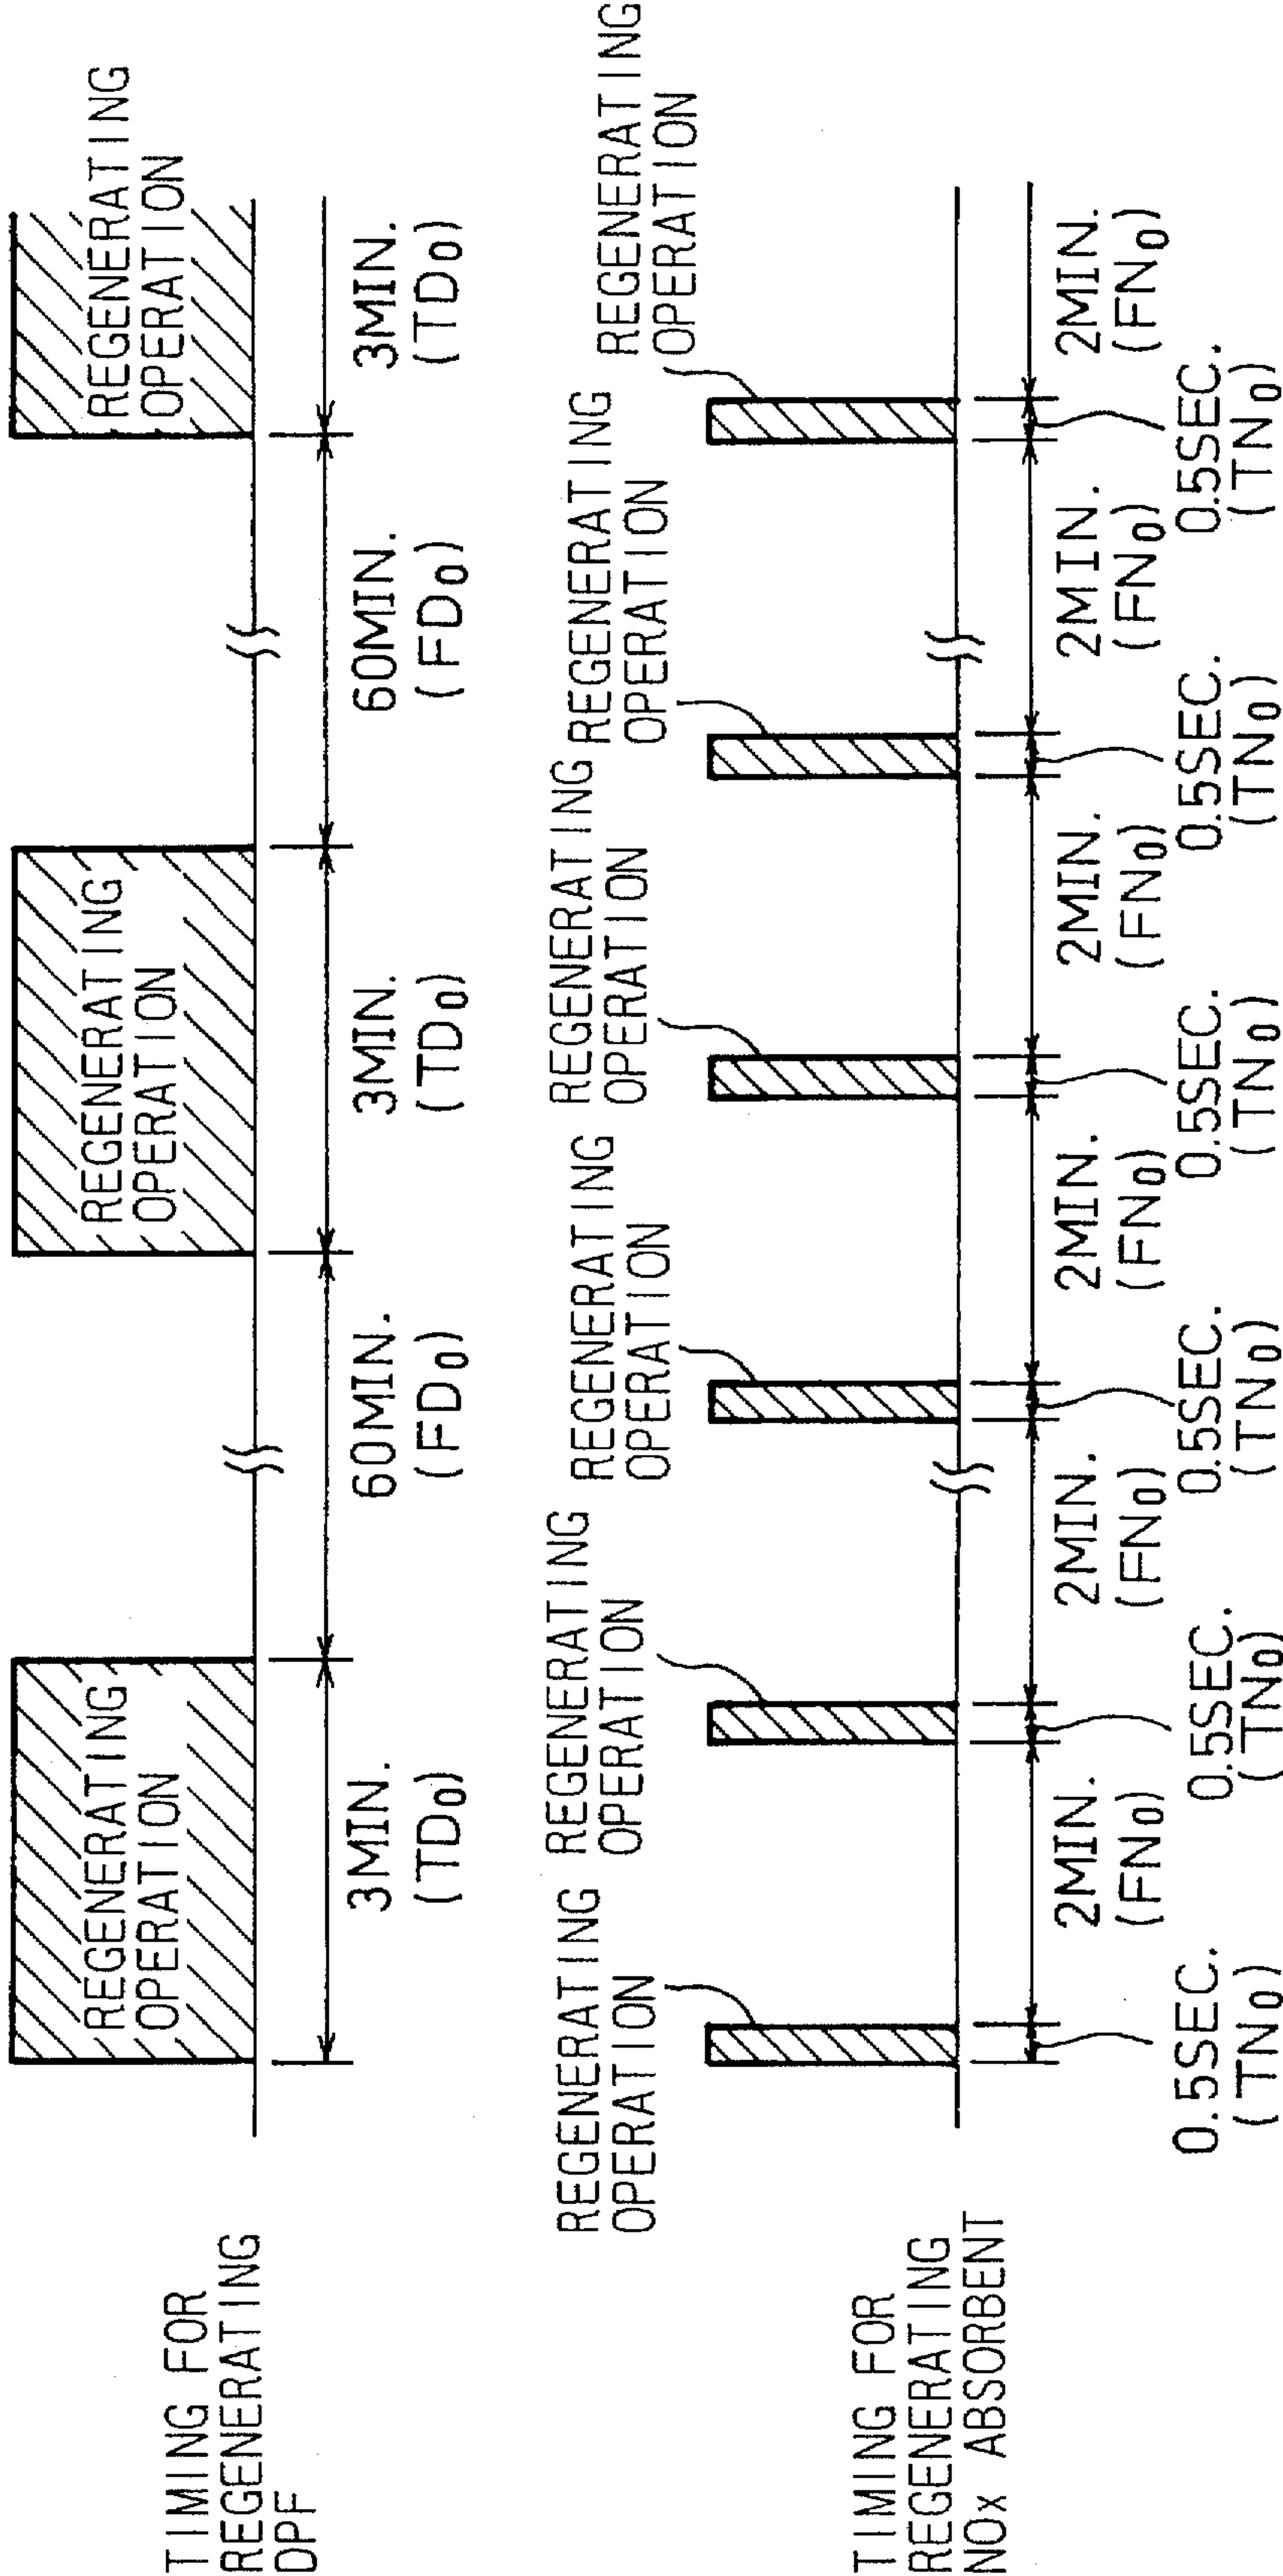 TIMING FOR
REGENERATING
DPF
REGENERATING
OPERATION
REGENERATING
OPERATION
REGENERATING
OPERATION
3MIN.
(TD0)
60MIN.
(FD0)
3MIN.
(TD0)
60MIN.
(FD0)
3MIN.
(TD0)
TIMING FOR
REGENERATING
NOx ABSORBENT
REGENERATING
OPERATION
REGENERATING
OPERATION
REGENERATING
OPERATION
REGENERATING
OPERATION
REGENERATING
OPERATION
REGENERATING
OPERATION
0.5SEC.
(TN0)
2MIN.
(FN0)
0.5SEC.
(TN0)
2MIN.
(FN0)
0.5SEC.
(TN0)
2MIN.
(FN0)
0.5SEC.
(TN0)
2MIN.
(FN0)
0.5SEC.
(TN0)
2MIN.
(FN0)
0.5SEC.
(TN0)
2MIN.
(FN0)